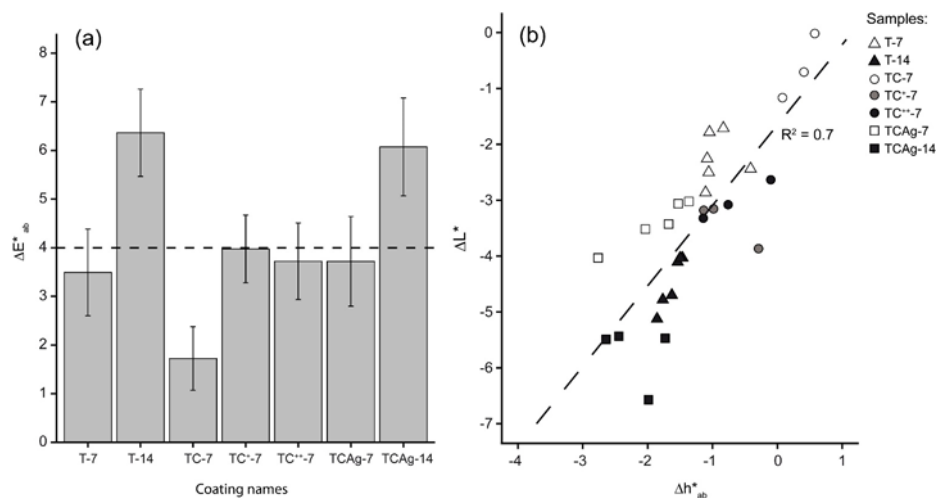 (a)
8
7
6
5
4
3
2
1
0
ΔE*ab
T-7 T-14 TC-7 TC⁺-7 TC⁺⁺-7 TCAg-7 TCAg-14
Coating names
(b)
0
-1
-2
-3
-4
-5
-6
-7
ΔL*
R² = 0.7
-4 -3 -2 -1 0 1
Δh*ab
Samples:
T-7
T-14
TC-7
TC⁺-7
TC⁺⁺-7
TCAg-7
TCAg-14